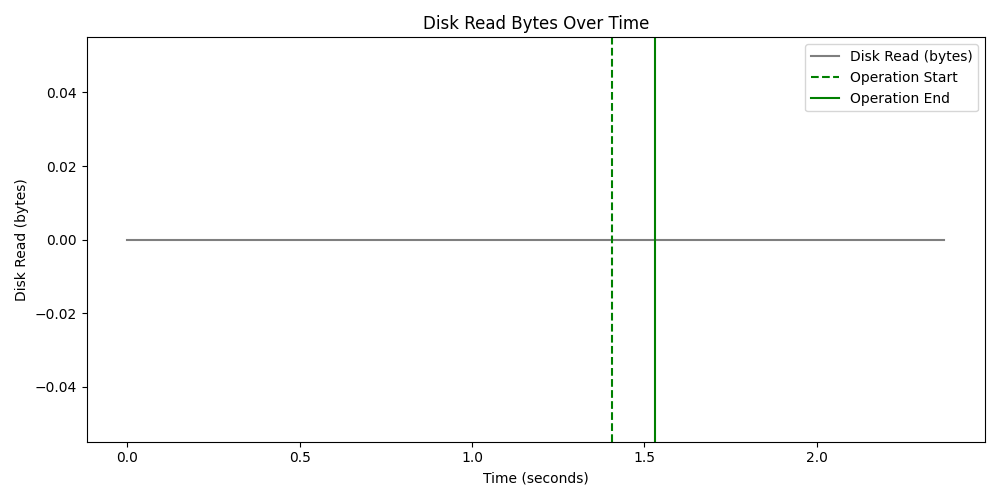 Disk Read Bytes Over Time
Disk Read (bytes)
Operation Start
Operation End
0.04
0.02
0.00
−0.02
−0.04
Disk Read (bytes)
0.0 0.5 1.0 1.5 2.0
Time (seconds)